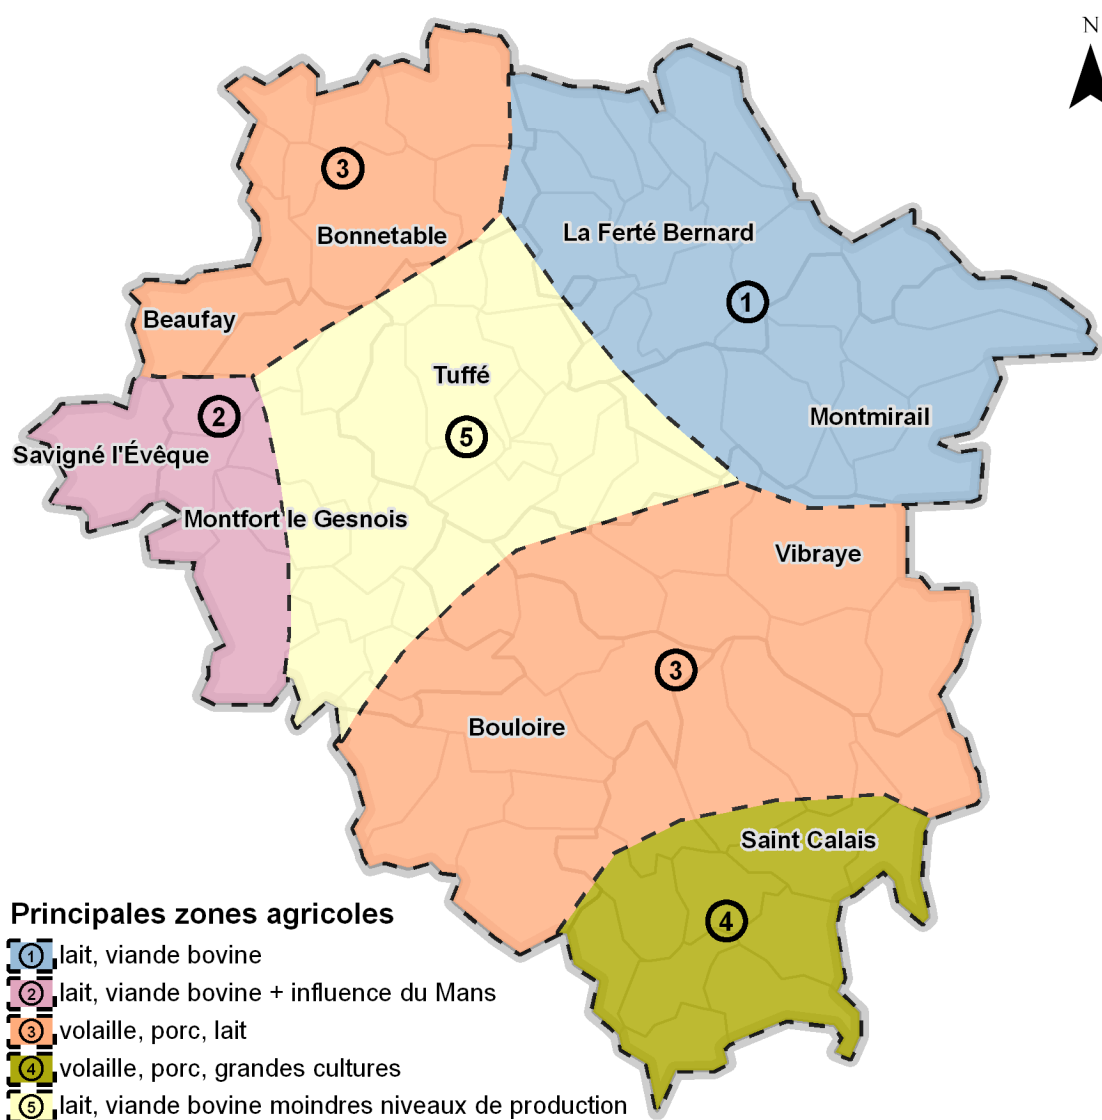 N
3
Bonnetable
La Ferté Bernard
1
Beaufay
Tuffé
2
5
Montmirail
Savigné l'Évêque
Montfort le Gesnois
Vibraye
3
Bouloire
Saint Calais
4
Principales zones agricoles
1 lait, viande bovine
2 lait, viande bovine + influence du Mans
3 volaille, porc, lait
4 volaille, porc, grandes cultures
5 lait, viande bovine moindres niveaux de production